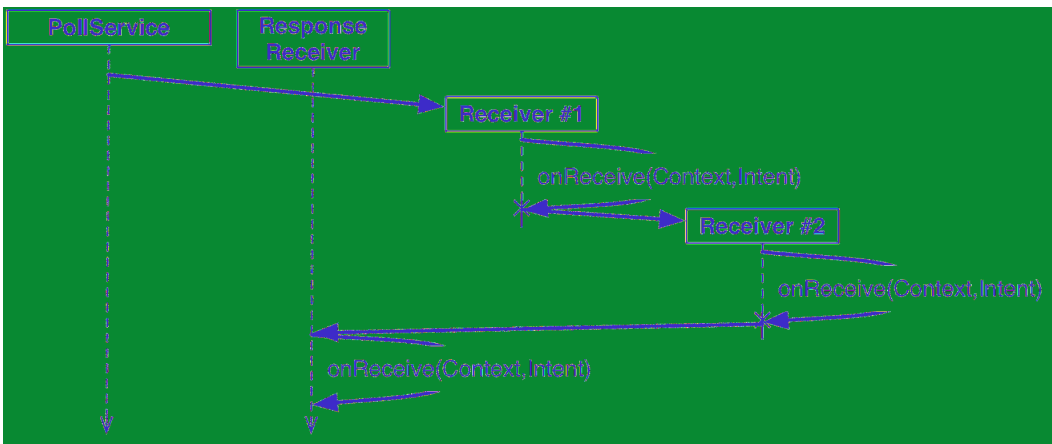 PollService
Response
Receiver
Receiver #1
onReceive(Context,Intent)
Receiver #2
onReceive(Context,Intent)
onReceive(Context,Intent)